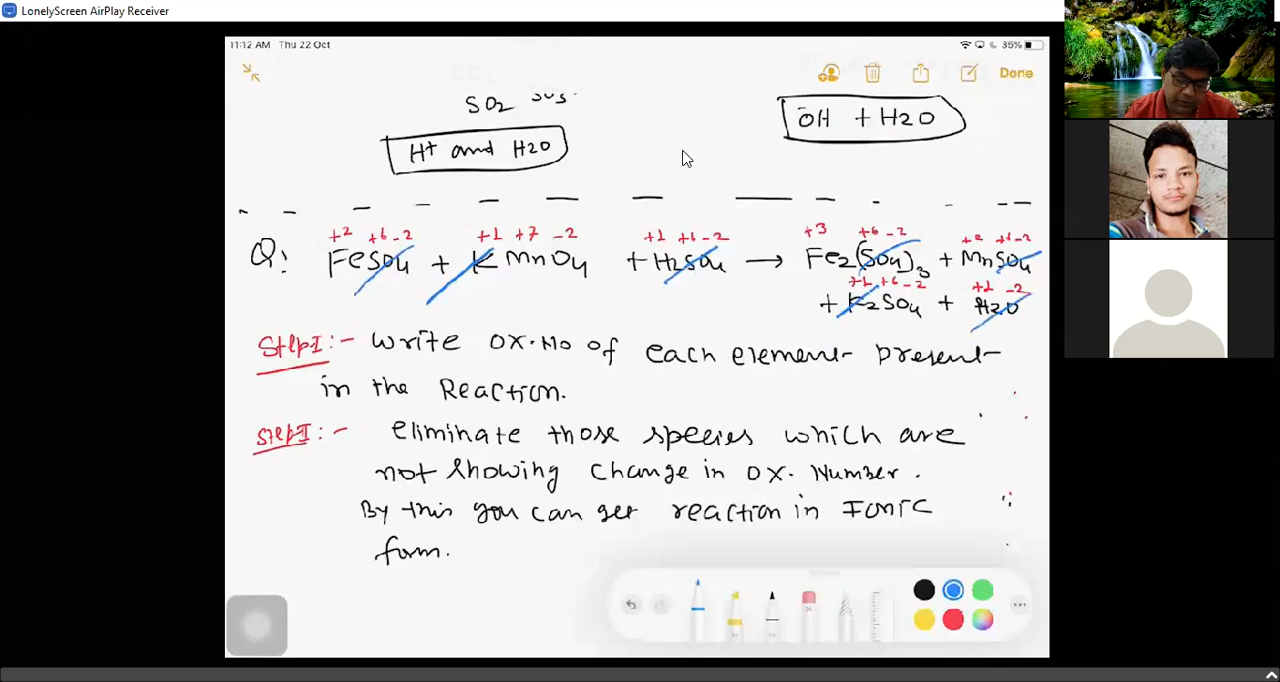 LonelyScreen AirPlay Receiver
11:12 AM Thu 22 Oct
35%
Done
SO2
H+ and H2O
OH + H2O
+2 +6 -2 +1 +7 -2 +1 +6 -2 +3 +6 -2 +2 +6 -2
Q: FeSO4 + KMnO4 + H2SO4 → Fe2(SO4)3 + MnSO4
+1 +6 -2 +1 -2
+ K2SO4 + H2O
Step I :- Write ox. No of each element present
in the Reaction.
Step II :- eliminate those species which are
not showing change in ox. Number.
By this you can get reaction in Ionic
form.